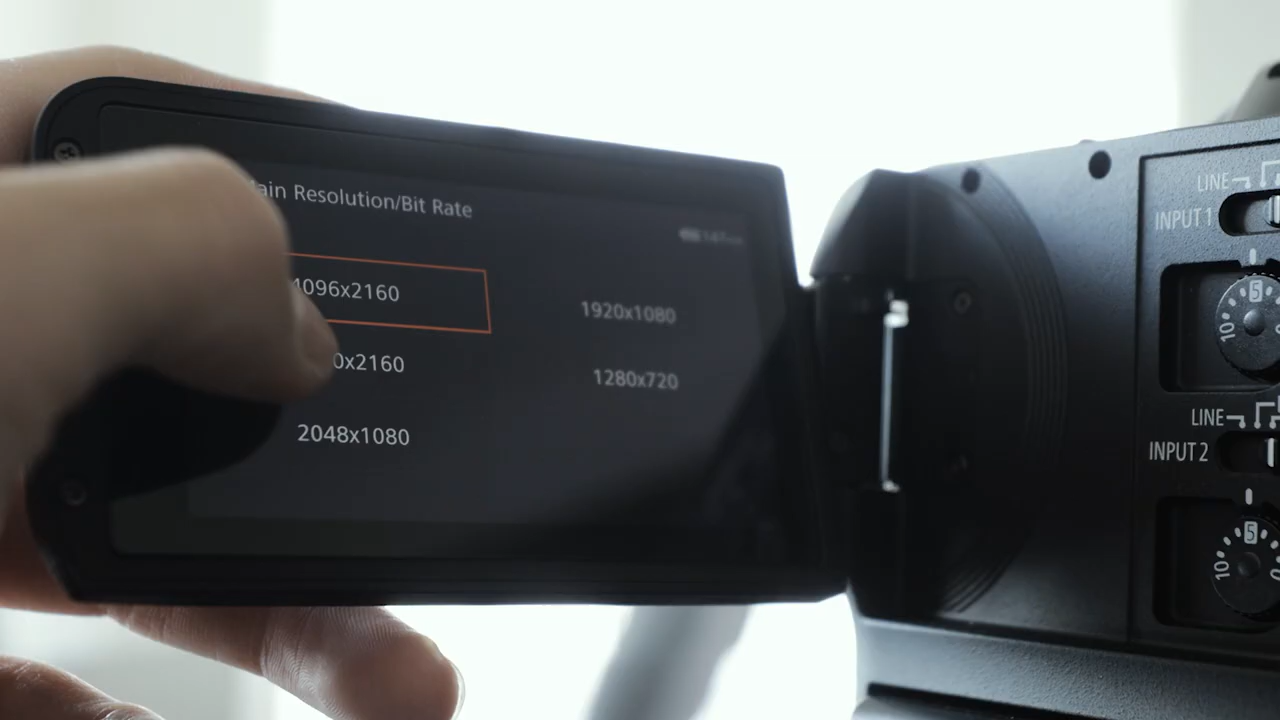 ain Resolution/Bit Rate
4096x2160
0x2160
2048x1080
1920x1080
1280x720
LINE
INPUT 1
5
10
LINE
INPUT 2
5
10
0